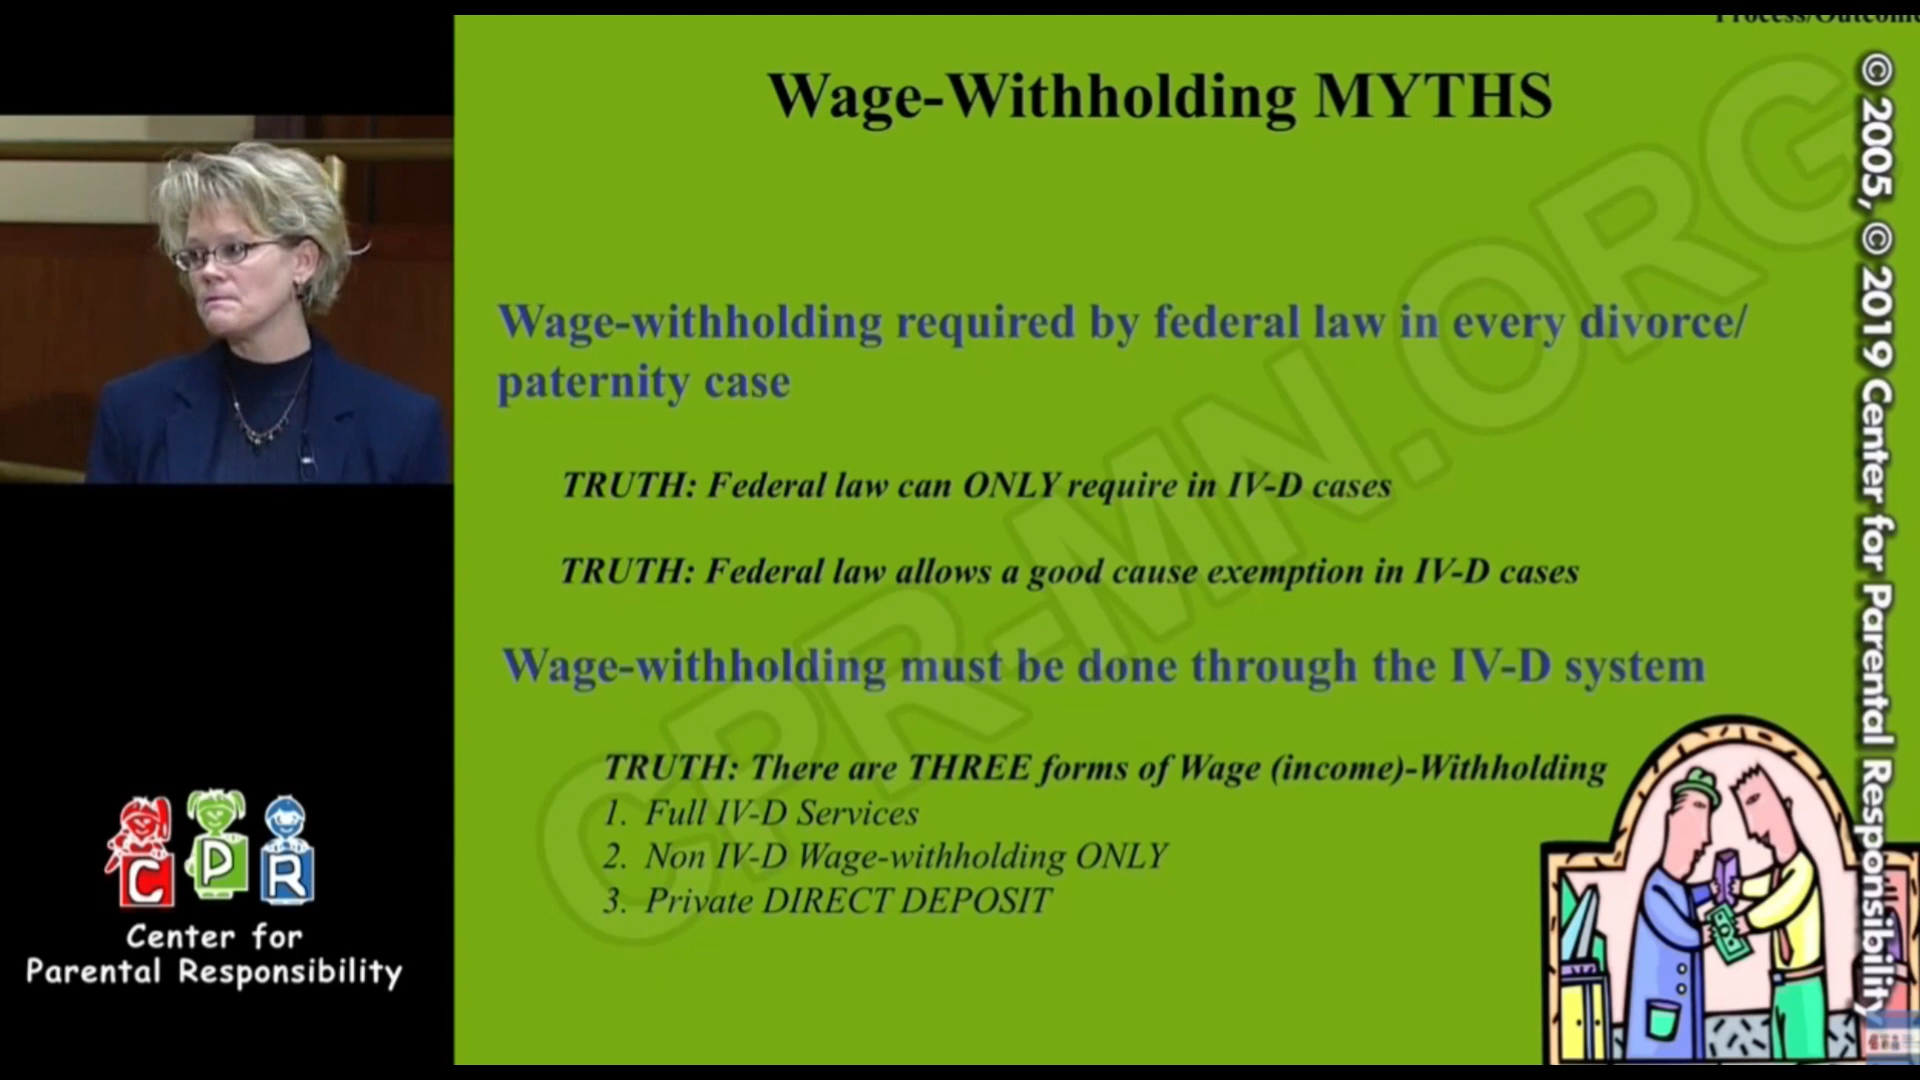 Process/Outcome
Wage-Withholding MYTHS
Wage-withholding required by federal law in every divorce/
paternity case
TRUTH: Federal law can ONLY require in IV-D cases
TRUTH: Federal law allows a good cause exemption in IV-D cases
Wage-withholding must be done through the IV-D system
TRUTH: There are THREE forms of Wage (income)-Withholding
1. Full IV-D Services
2. Non IV-D Wage-withholding ONLY
3. Private DIRECT DEPOSIT
CPR-MN.ORG
© 2005, © 2019 Center for Parental Responsibility
CPR
Center for
Parental Responsibility